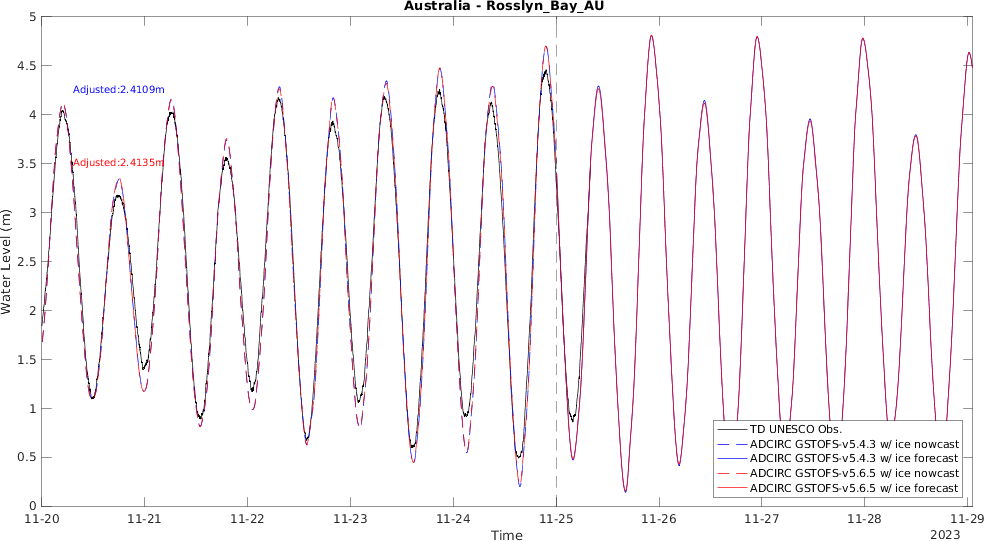 Australia - Rosslyn_Bay_AU
5
4.5
4
3.5
3
2.5
2
1.5
1
0.5
0
Water Level (m)
Adjusted:2.4109m
Adjusted:2.4135m
TD UNESCO Obs.
ADCIRC GSTOFS-v5.4.3 w/ ice nowcast
ADCIRC GSTOFS-v5.4.3 w/ ice forecast
ADCIRC GSTOFS-v5.6.5 w/ ice nowcast
ADCIRC GSTOFS-v5.6.5 w/ ice forecast
11-20 11-21 11-22 11-23 11-24 11-25 11-26 11-27 11-28 11-29
Time
2023